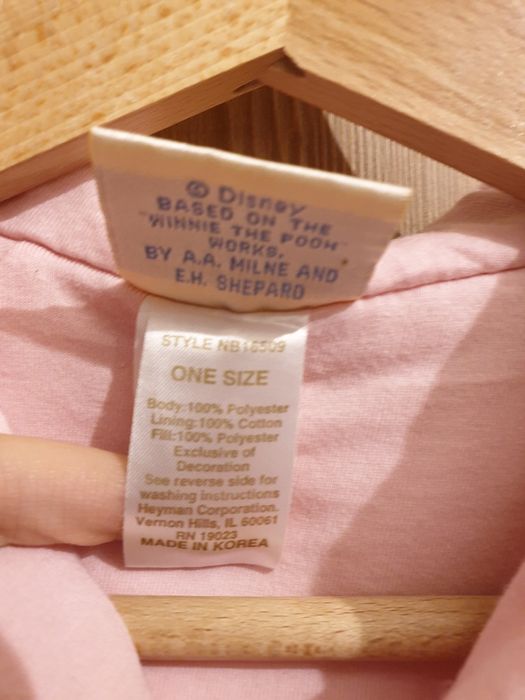 © Disney
BASED ON THE
"WINNIE THE POOH"
WORKS,
BY A.A. MILNE AND
E.H. SHEPARD
STYLE NB16509
ONE SIZE
Body:100% Polyester
Lining:100% Cotton
Fill:100% Polyester
Exclusive of
Decoration
See reverse side for
washing instructions
Heyman Corporation.
Vernon Hills, IL 60061
RN 19023
MADE IN KOREA